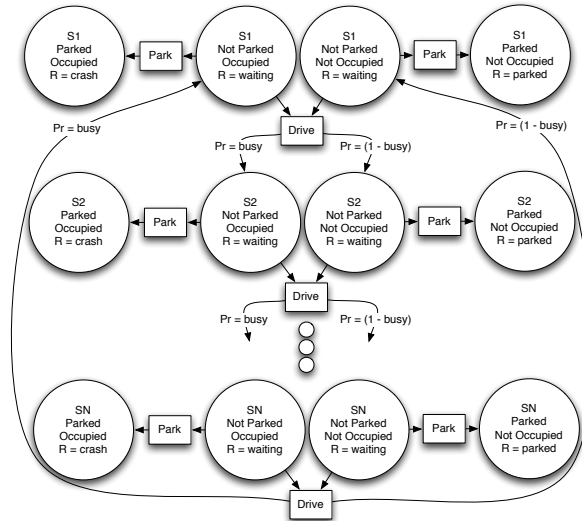 S1
Parked
Occupied
R = crash
Park
S1
Not Parked
Occupied
R = waiting
S1
Not Parked
Not Occupied
R = waiting
Park
S1
Parked
Not Occupied
R = parked
Drive
Pr = busy
Pr = (1 - busy)
Pr = busy
Pr = (1 - busy)
S2
Parked
Occupied
R = crash
Park
S2
Not Parked
Occupied
R = waiting
S2
Not Parked
Not Occupied
R = waiting
Park
S2
Parked
Not Occupied
R = parked
Drive
Pr = busy
Pr = (1 - busy)
SN
Parked
Occupied
R = crash
Park
SN
Not Parked
Occupied
R = waiting
SN
Not Parked
Not Occupied
R = waiting
Park
SN
Parked
Not Occupied
R = parked
Drive